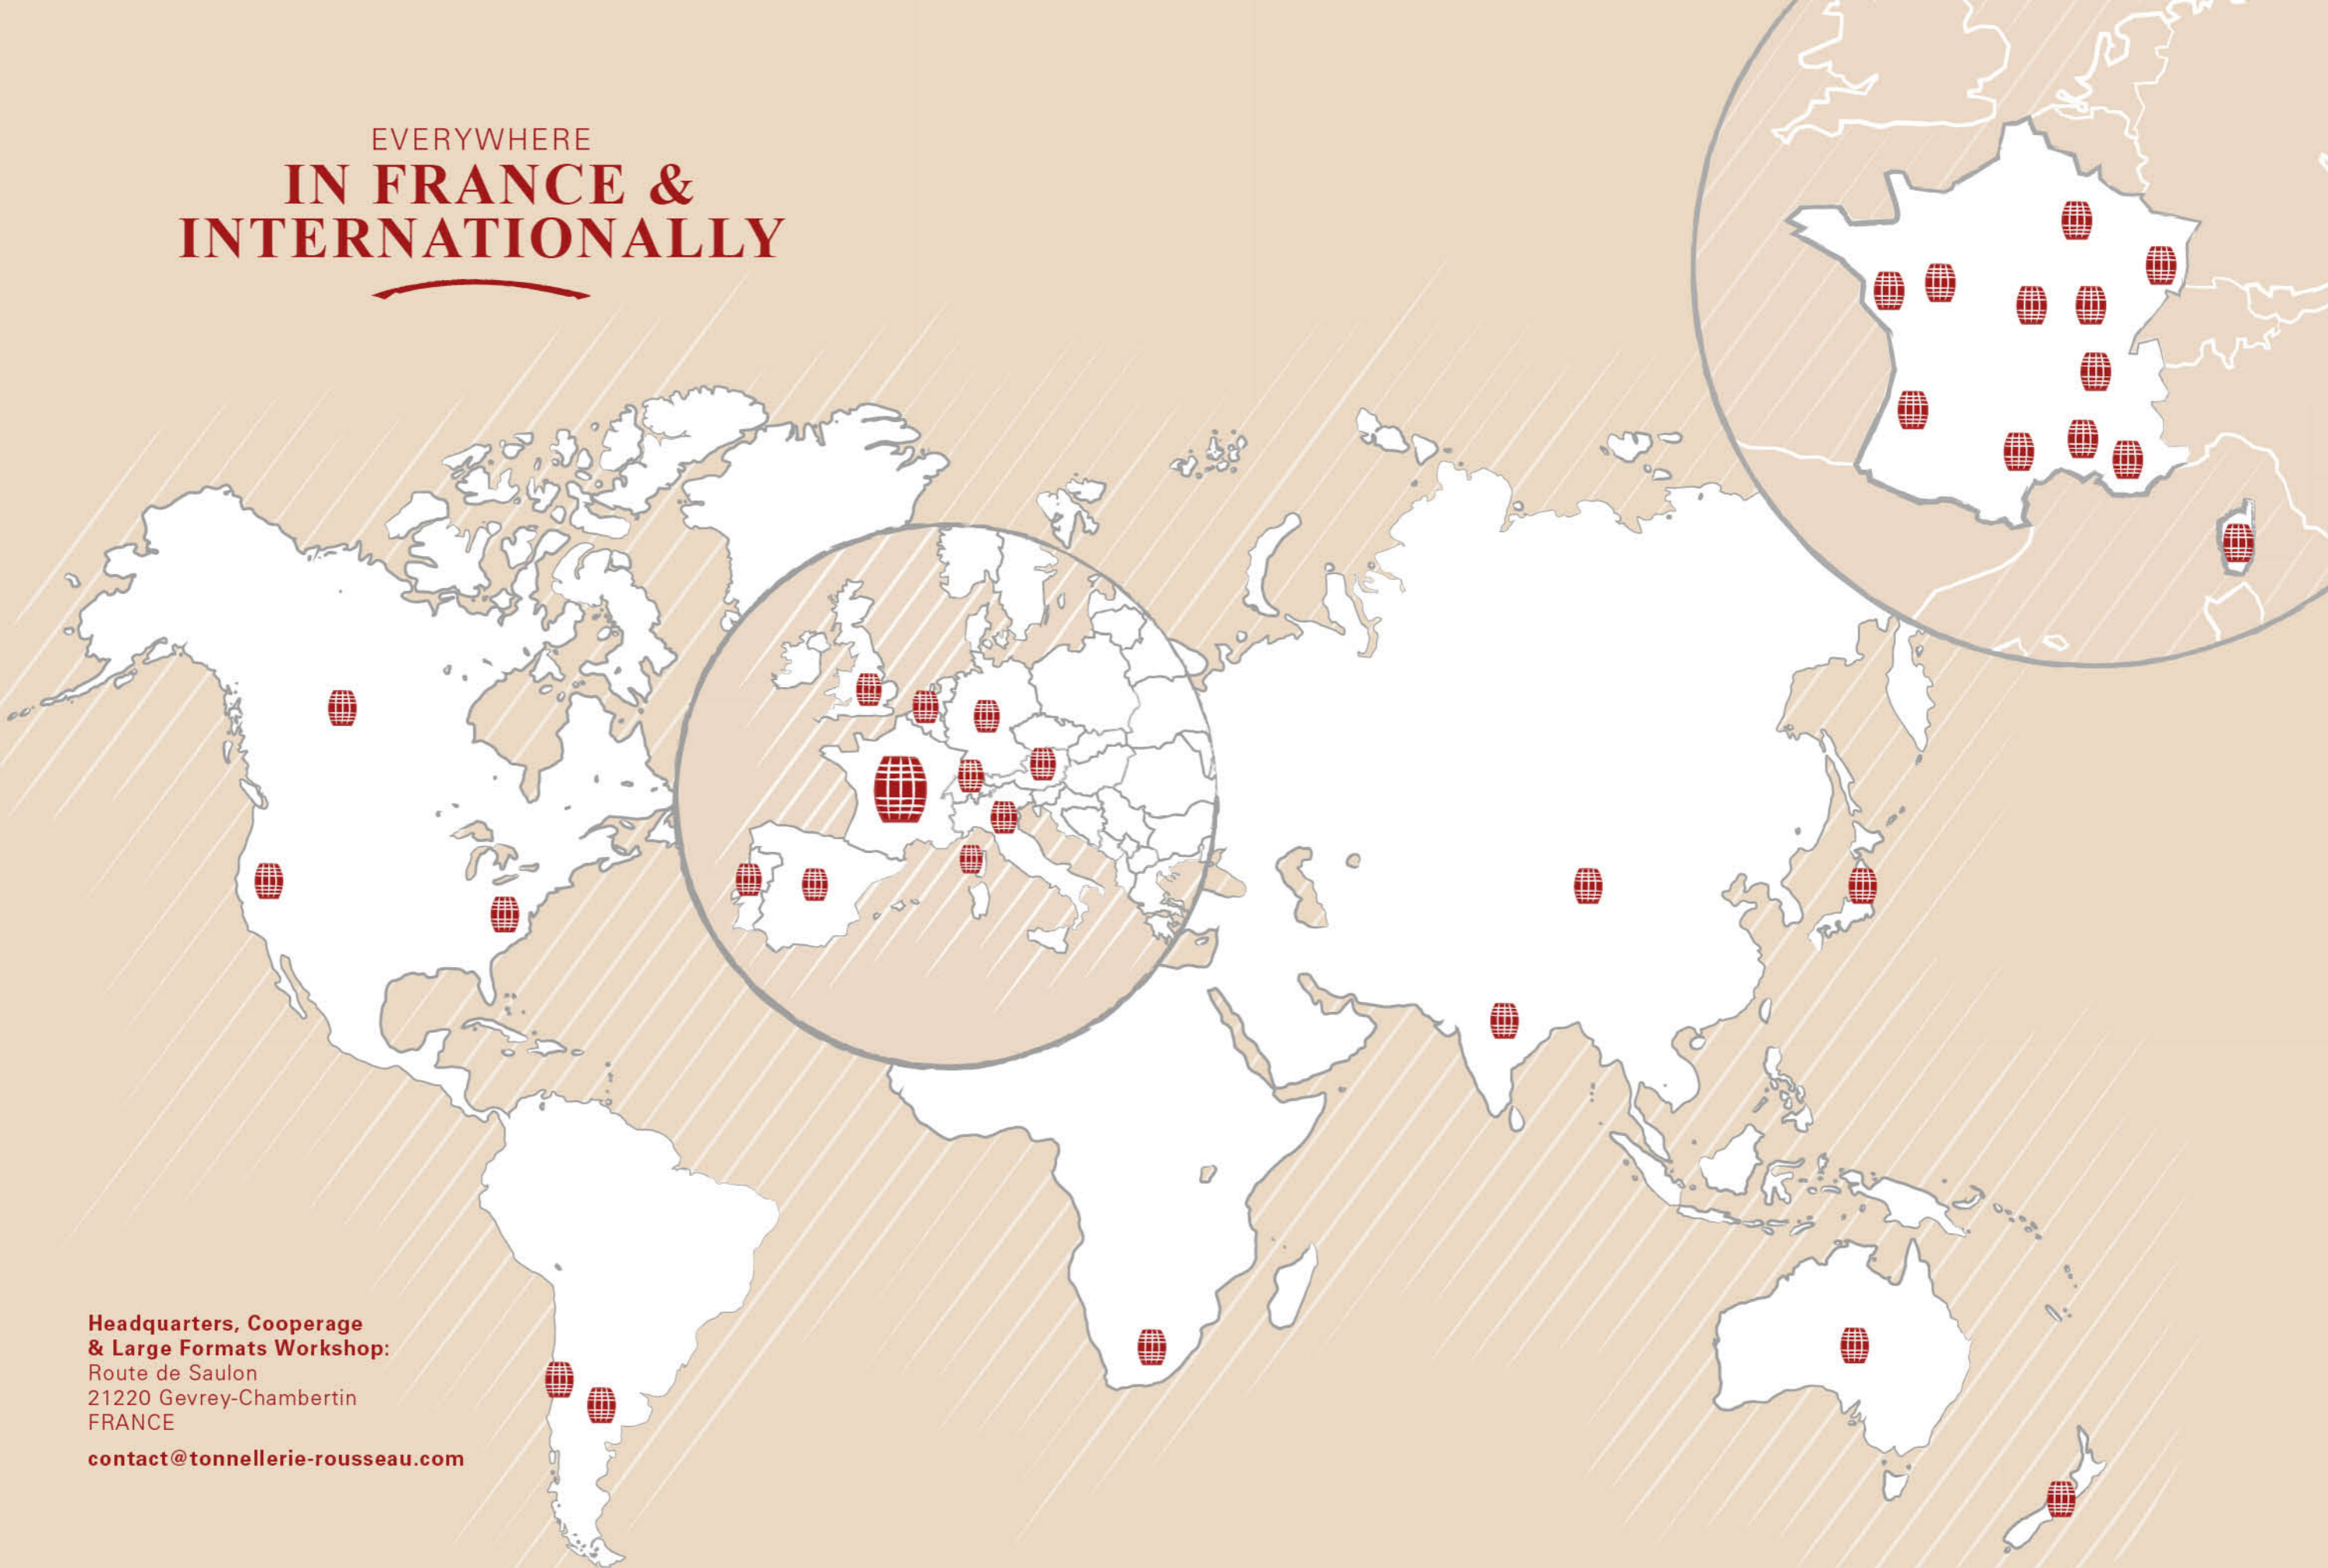 EVERYWHERE
IN FRANCE &
INTERNATIONALLY
Headquarters, Cooperage
& Large Formats Workshop:
Route de Saulon
21220 Gevrey-Chambertin
FRANCE
contact@tonnellerie-rousseau.com